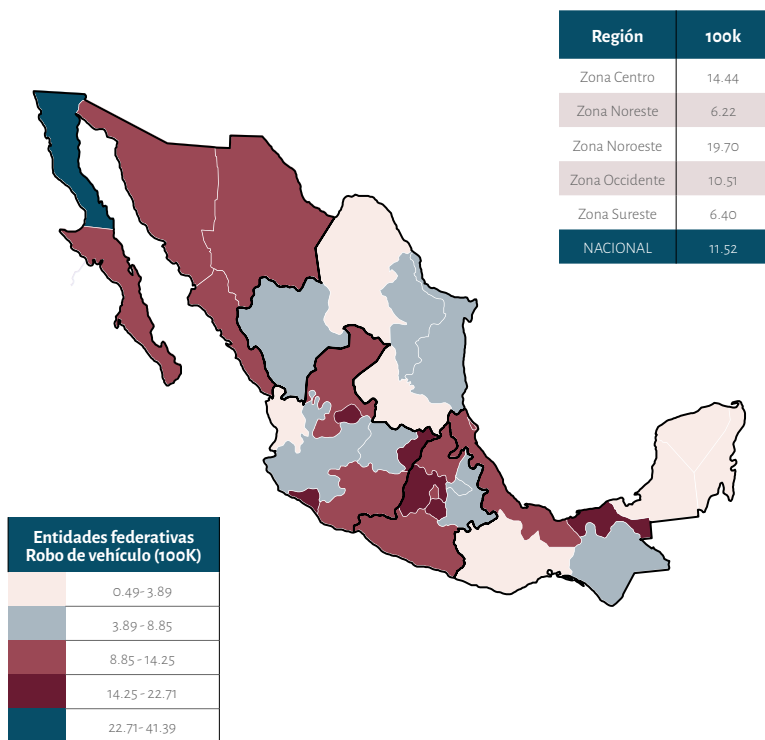 Región 100k
Zona Centro 14.44
Zona Noreste 6.22
Zona Noroeste 19.70
Zona Occidente 10.51
Zona Sureste 6.40
NACIONAL 11.52
Entidades federativas
Robo de vehículo (100K)
0.49- 3.89
3.89 - 8.85
8.85 - 14.25
14.25 - 22.71
22.71- 41.39